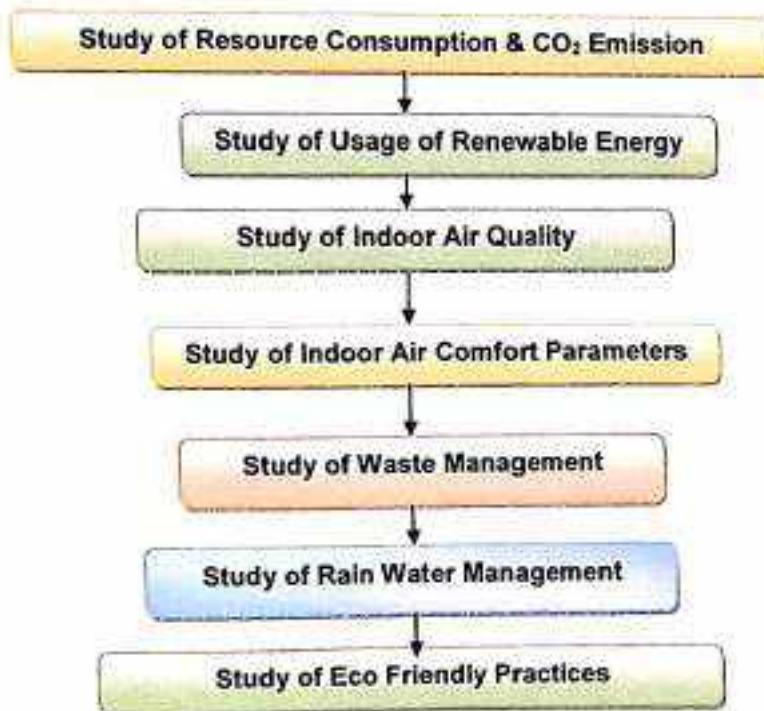 Study of Resource Consumption & CO₂ Emission
Study of Usage of Renewable Energy
Study of Indoor Air Quality
Study of Indoor Air Comfort Parameters
Study of Waste Management
Study of Rain Water Management
Study of Eco Friendly Practices